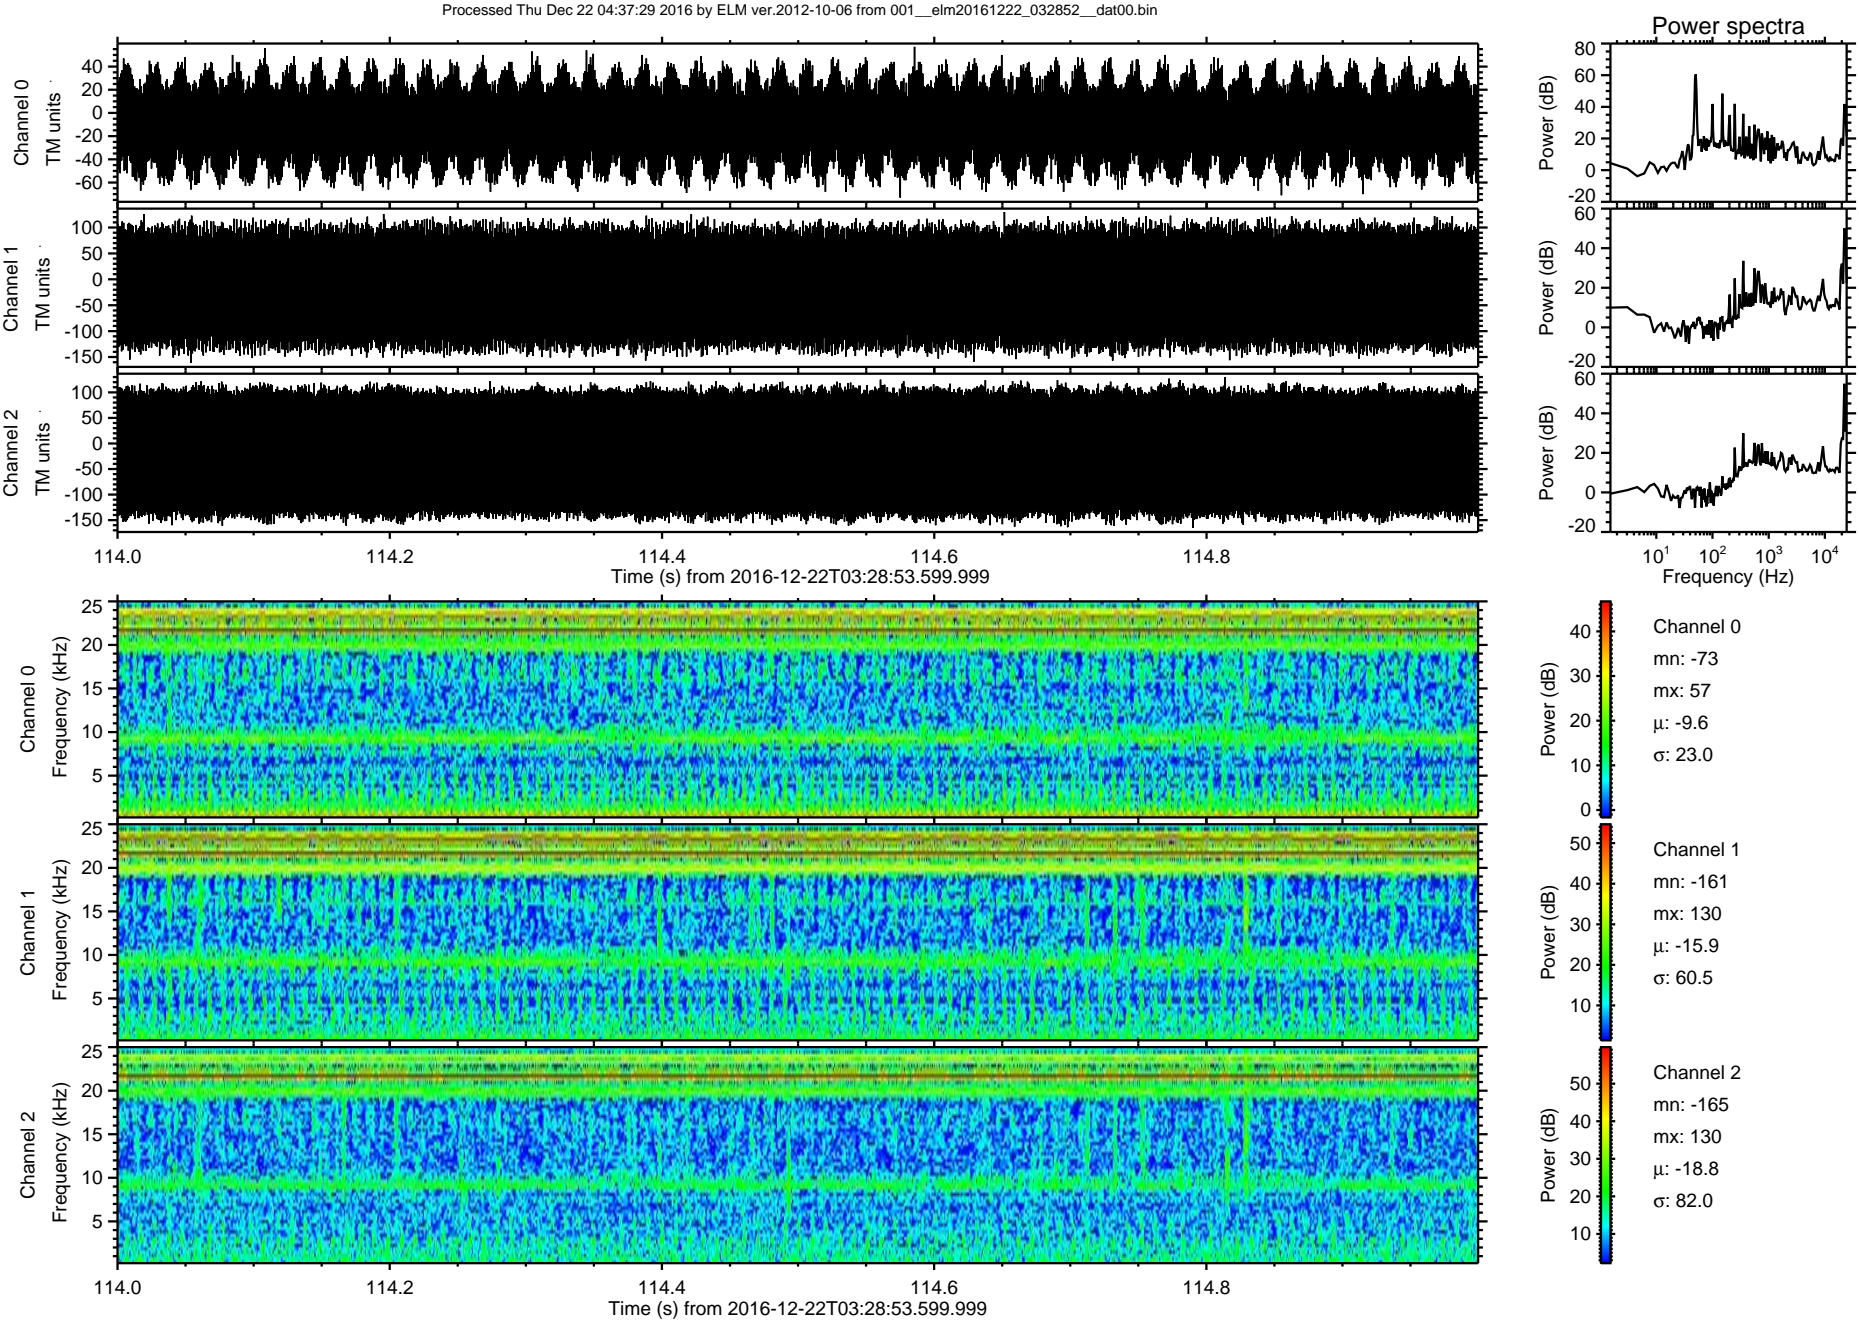 Processed Thu Dec 22 04:37:29 2016 by ELM ver.2012-10-06 from 001__elm20161222_032852__dat00.bin
Power spectra
Channel 0
TM units
40
20
0
-20
-40
-60
Power (dB)
80
60
40
20
0
-20
Channel 1
TM units
100
50
0
-50
-100
-150
Power (dB)
60
40
20
0
-20
Channel 2
TM units
100
50
0
-50
-100
-150
Power (dB)
60
40
20
0
-20
114.0 114.2 114.4 114.6 114.8
Time (s) from 2016-12-22T03:28:53.599.999
10^1 10^2 10^3 10^4
Frequency (Hz)
Channel 0
Frequency (kHz)
25
20
15
10
5
Power (dB)
40
30
20
10
0
Channel 0
mn: -73
mx: 57
μ: -9.6
σ: 23.0
Channel 1
Frequency (kHz)
25
20
15
10
5
Power (dB)
50
40
30
20
10
Channel 1
mn: -161
mx: 130
μ: -15.9
σ: 60.5
Channel 2
Frequency (kHz)
25
20
15
10
5
Power (dB)
50
40
30
20
10
Channel 2
mn: -165
mx: 130
μ: -18.8
σ: 82.0
114.0 114.2 114.4 114.6 114.8
Time (s) from 2016-12-22T03:28:53.599.999